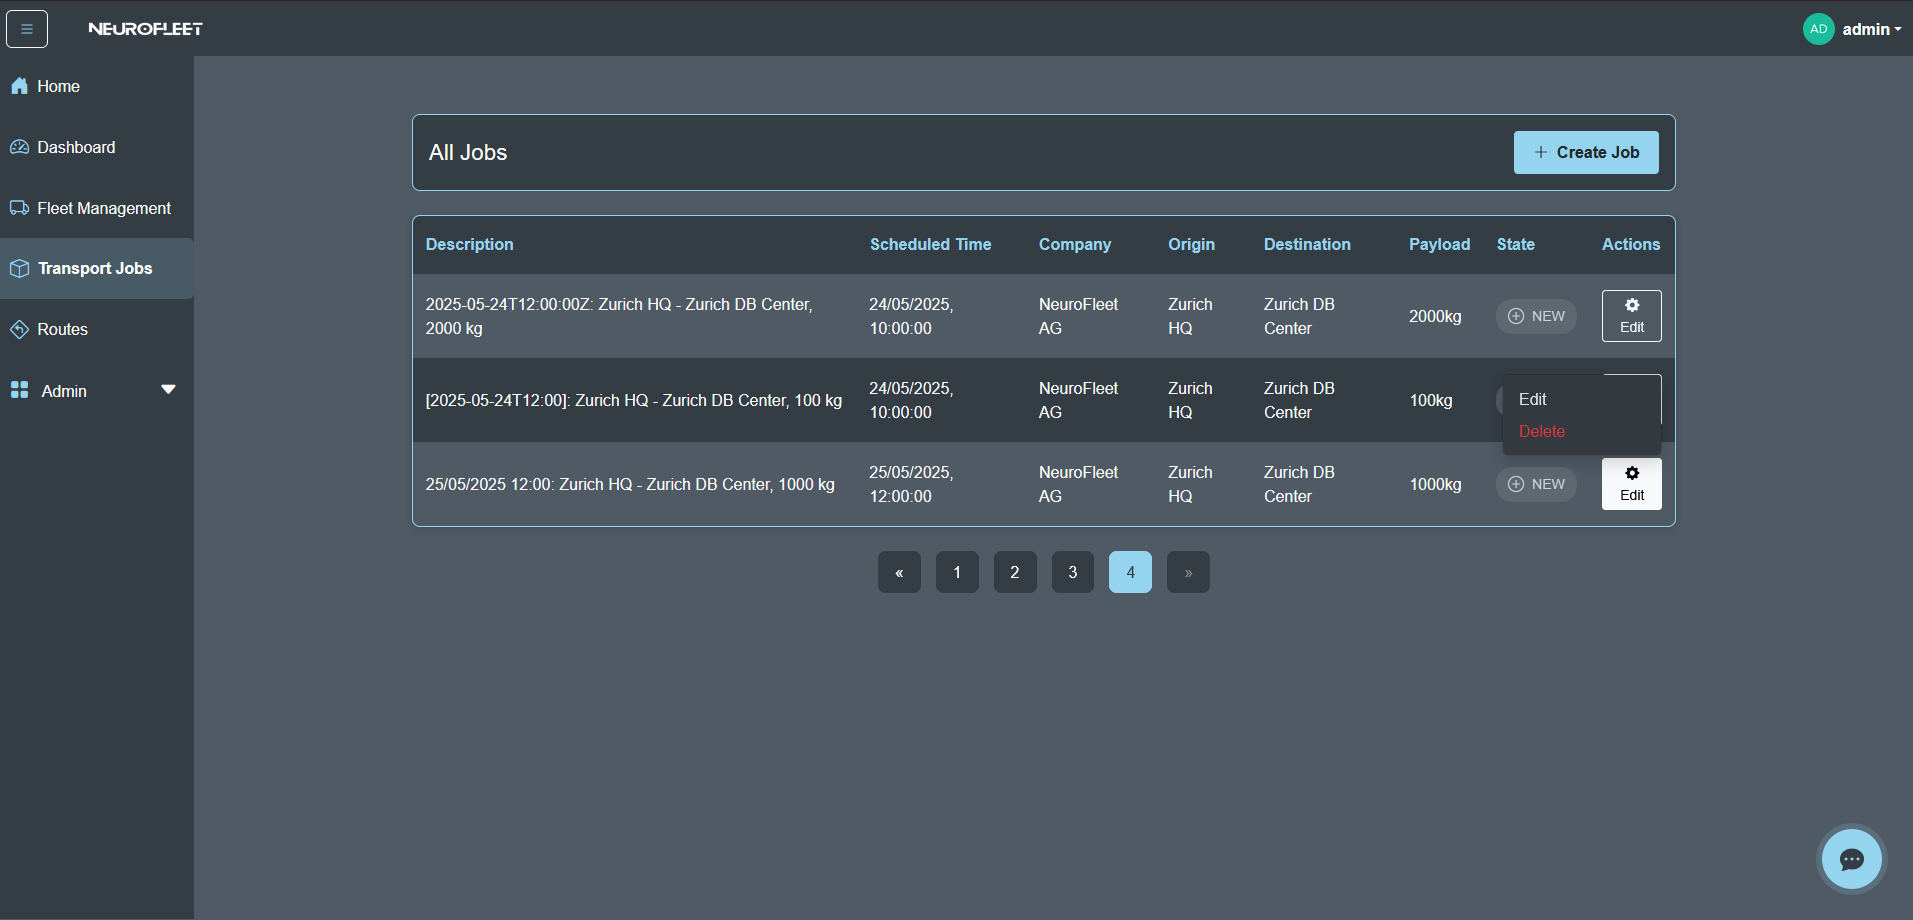 NEUROFLEET
AD admin
Home
Dashboard
Fleet Management
Transport Jobs
Routes
Admin
All Jobs
+ Create Job
Description Scheduled Time Company Origin Destination Payload State Actions
2025-05-24T12:00:00Z: Zurich HQ - Zurich DB Center,
2000 kg
24/05/2025,
10:00:00
NeuroFleet
AG
Zurich
HQ
Zurich DB
Center
2000kg
NEW
Edit
[2025-05-24T12:00]: Zurich HQ - Zurich DB Center, 100 kg
24/05/2025,
10:00:00
NeuroFleet
AG
Zurich
HQ
Zurich DB
Center
100kg
Edit
Delete
25/05/2025 12:00: Zurich HQ - Zurich DB Center, 1000 kg
25/05/2025,
12:00:00
NeuroFleet
AG
Zurich
HQ
Zurich DB
Center
1000kg
NEW
Edit
« 1 2 3 4 »